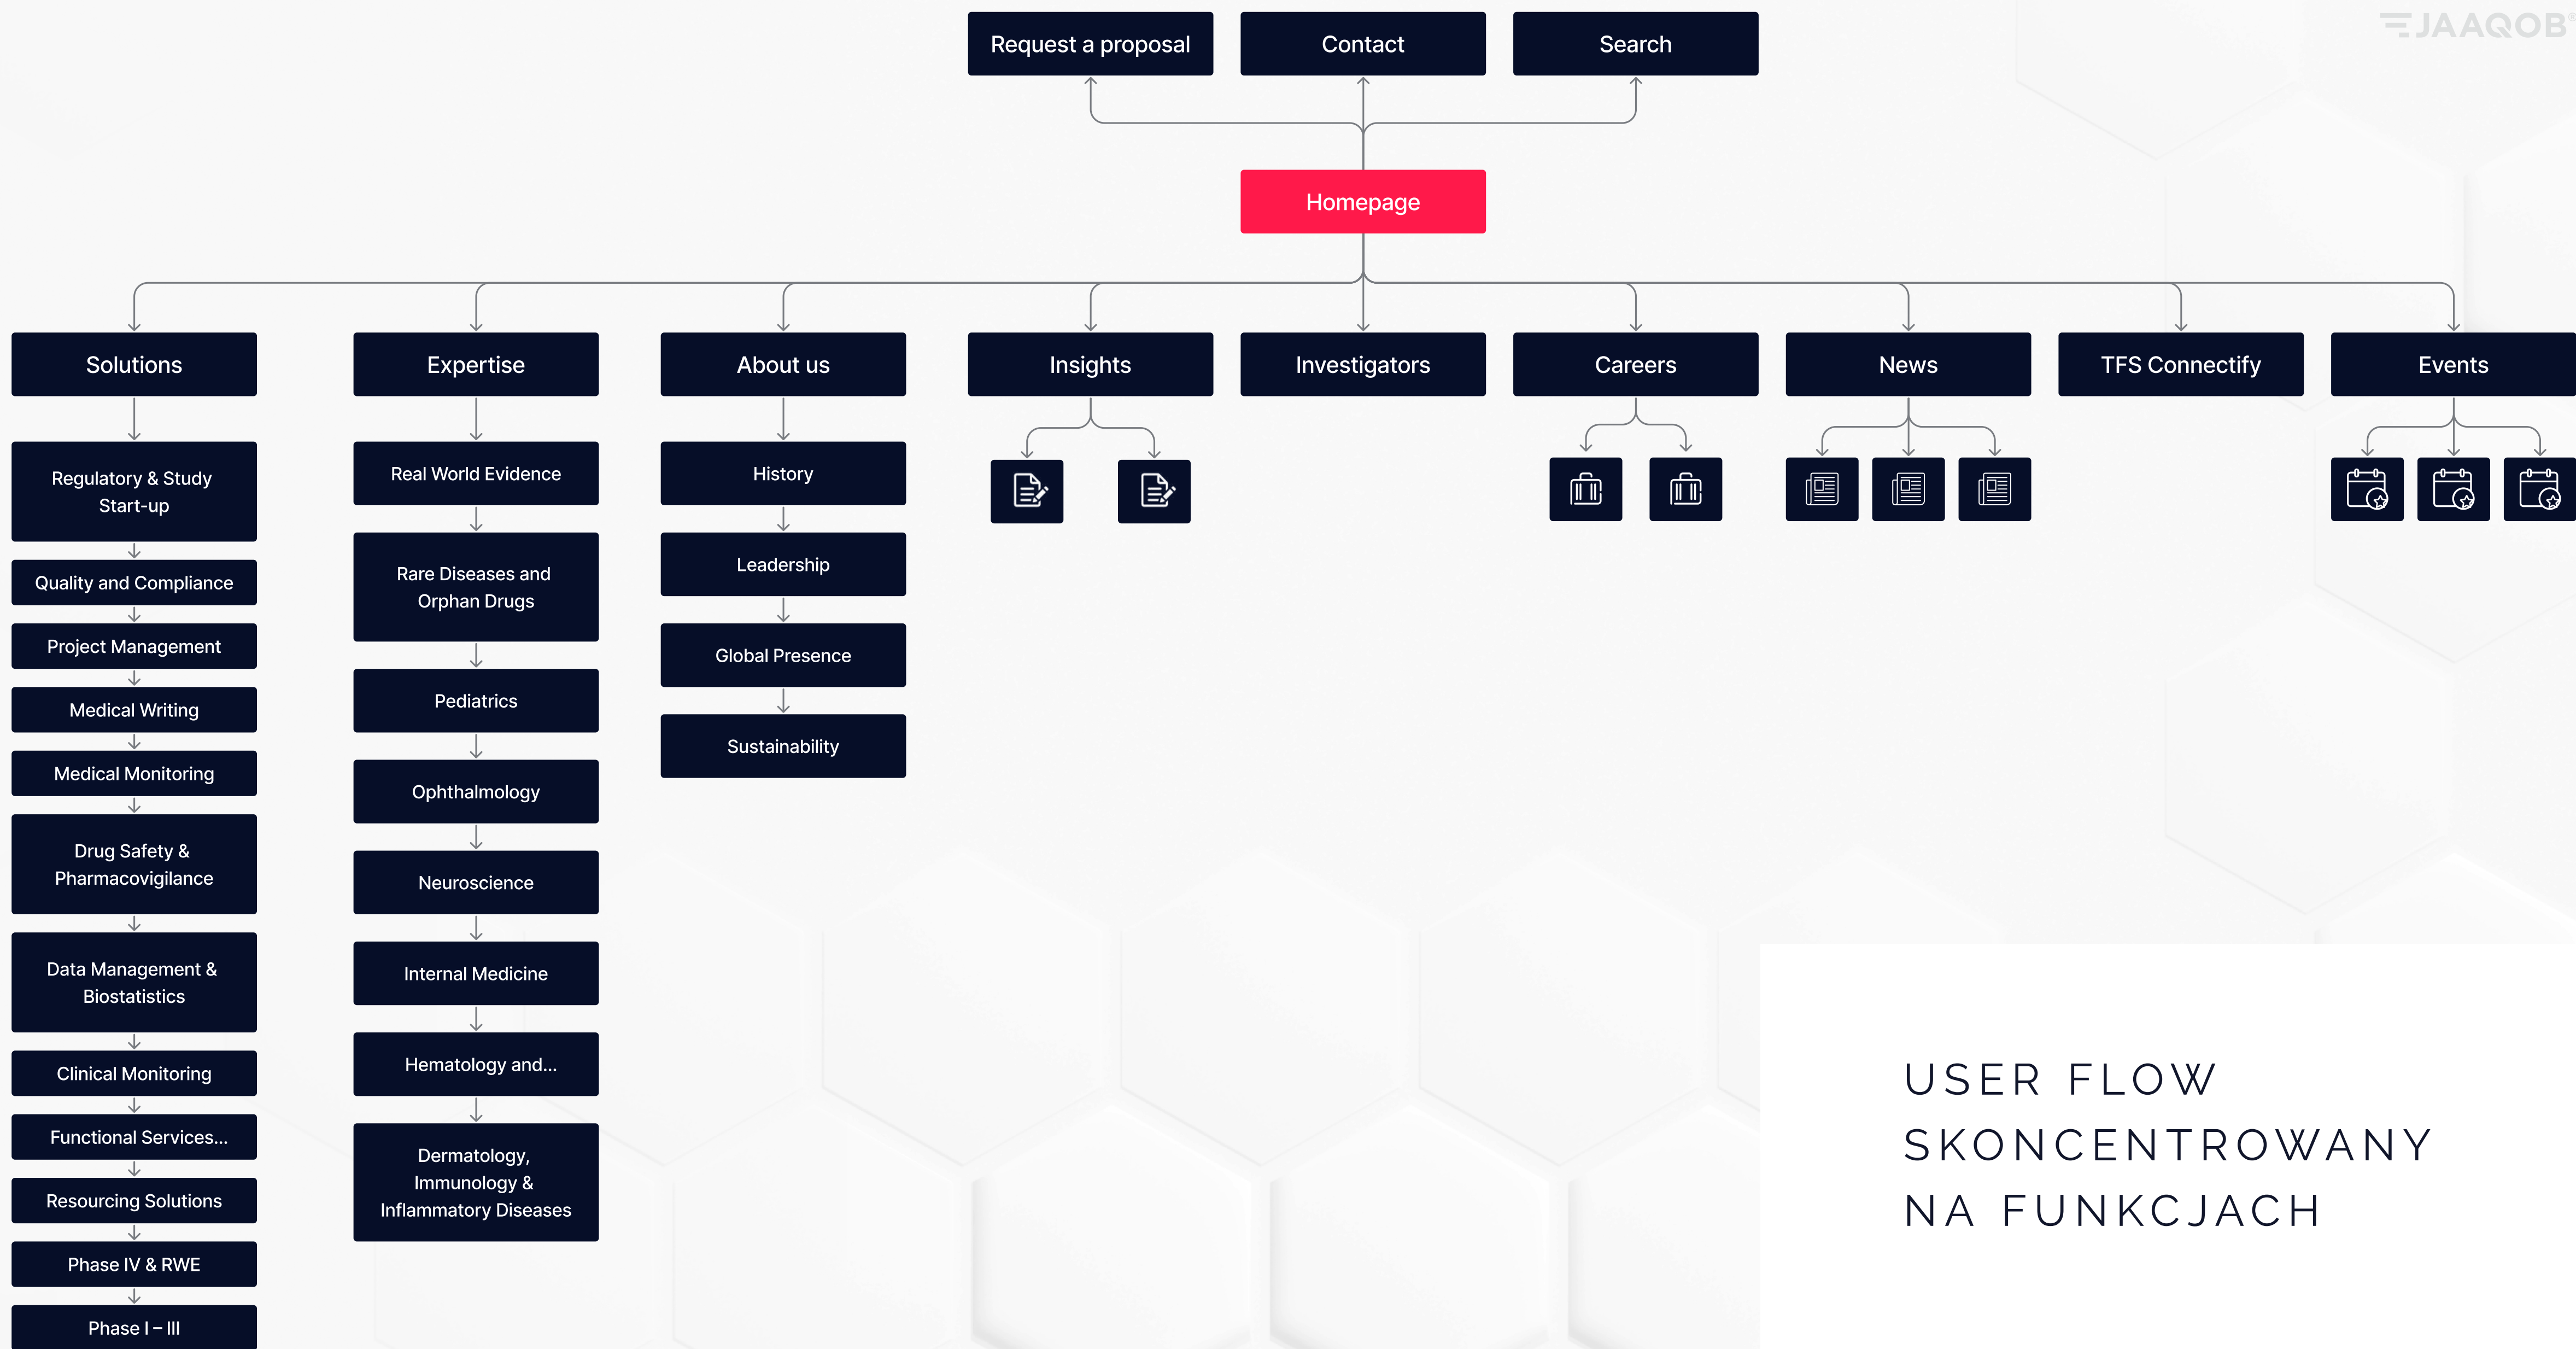 JAAQOB®
Request a proposal
Contact
Search
Homepage
Solutions
Expertise
About us
Insights
Investigators
Careers
News
TFS Connectify
Events
Regulatory & Study
Start-up
Quality and Compliance
Project Management
Medical Writing
Medical Monitoring
Drug Safety &
Pharmacovigilance
Data Management &
Biostatistics
Clinical Monitoring
Functional Services...
Resourcing Solutions
Phase IV & RWE
Phase I – III
Real World Evidence
Rare Diseases and
Orphan Drugs
Pediatrics
Ophthalmology
Neuroscience
Internal Medicine
Hematology and...
Dermatology,
Immunology &
Inflammatory Diseases
History
Leadership
Global Presence
Sustainability
USER FLOW
SKONCENTROWANY
NA FUNKCJACH